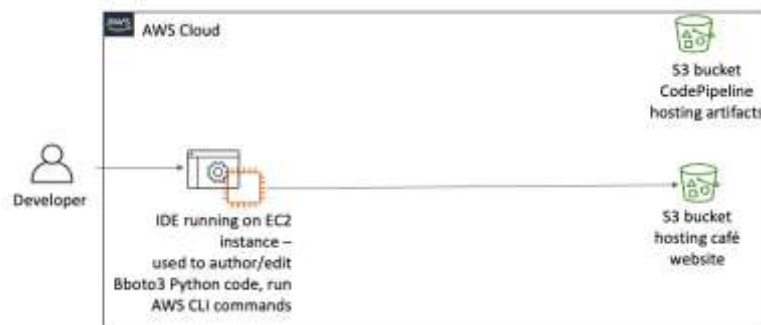 aws
AWS Cloud
S3 bucket
CodePipeline
hosting artifacts
Developer
IDE running on EC2
instance –
used to author/edit
Bboto3 Python code, run
AWS CLI commands
S3 bucket
hosting café
website